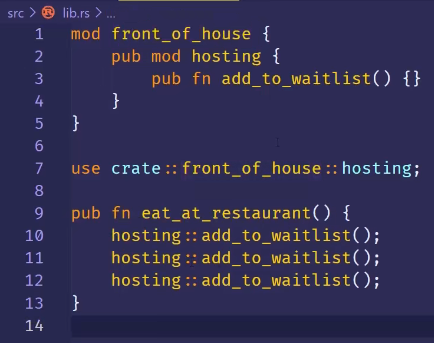 src > lib.rs > ...
1 mod front_of_house {
2     pub mod hosting {
3         pub fn add_to_waitlist() {}
4     }
5 }
6
7 use crate::front_of_house::hosting;
8
9 pub fn eat_at_restaurant() {
10     hosting::add_to_waitlist();
11     hosting::add_to_waitlist();
12     hosting::add_to_waitlist();
13 }
14